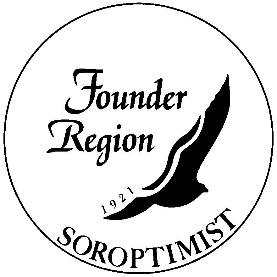 Founder
Region
1921
SOROPTIMIST